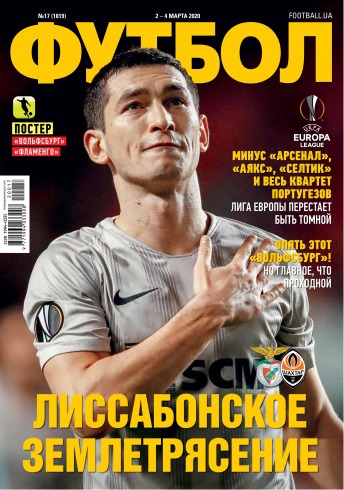 №17 (1819)
2 – 4 МАРТА 2020
FOOTBALL.UA
ФУТБОЛ
ПОСТЕР
«ВОЛЬФСБУРГ»
«ФЛАМЕНГО»
UEFA
EUROPA
LEAGUE
МИНУС «АРСЕНАЛ»,
«АЯКС», «СЕЛТИК»
И ВЕСЬ КВАРТЕТ
ПОРТУГЕЗОВ
ЛИГА ЕВРОПЫ ПЕРЕСТАЕТ
БЫТЬ ТОМНОЙ
ОПЯТЬ ЭТОТ
«ВОЛЬФСБУРГ»!
НО ГЛАВНОЕ, ЧТО
ПРОХОДНОЙ
SCM
ШАХТАР
ЛИССАБОНСКОЕ
ЗЕМЛЕТРЯСЕНИЕ